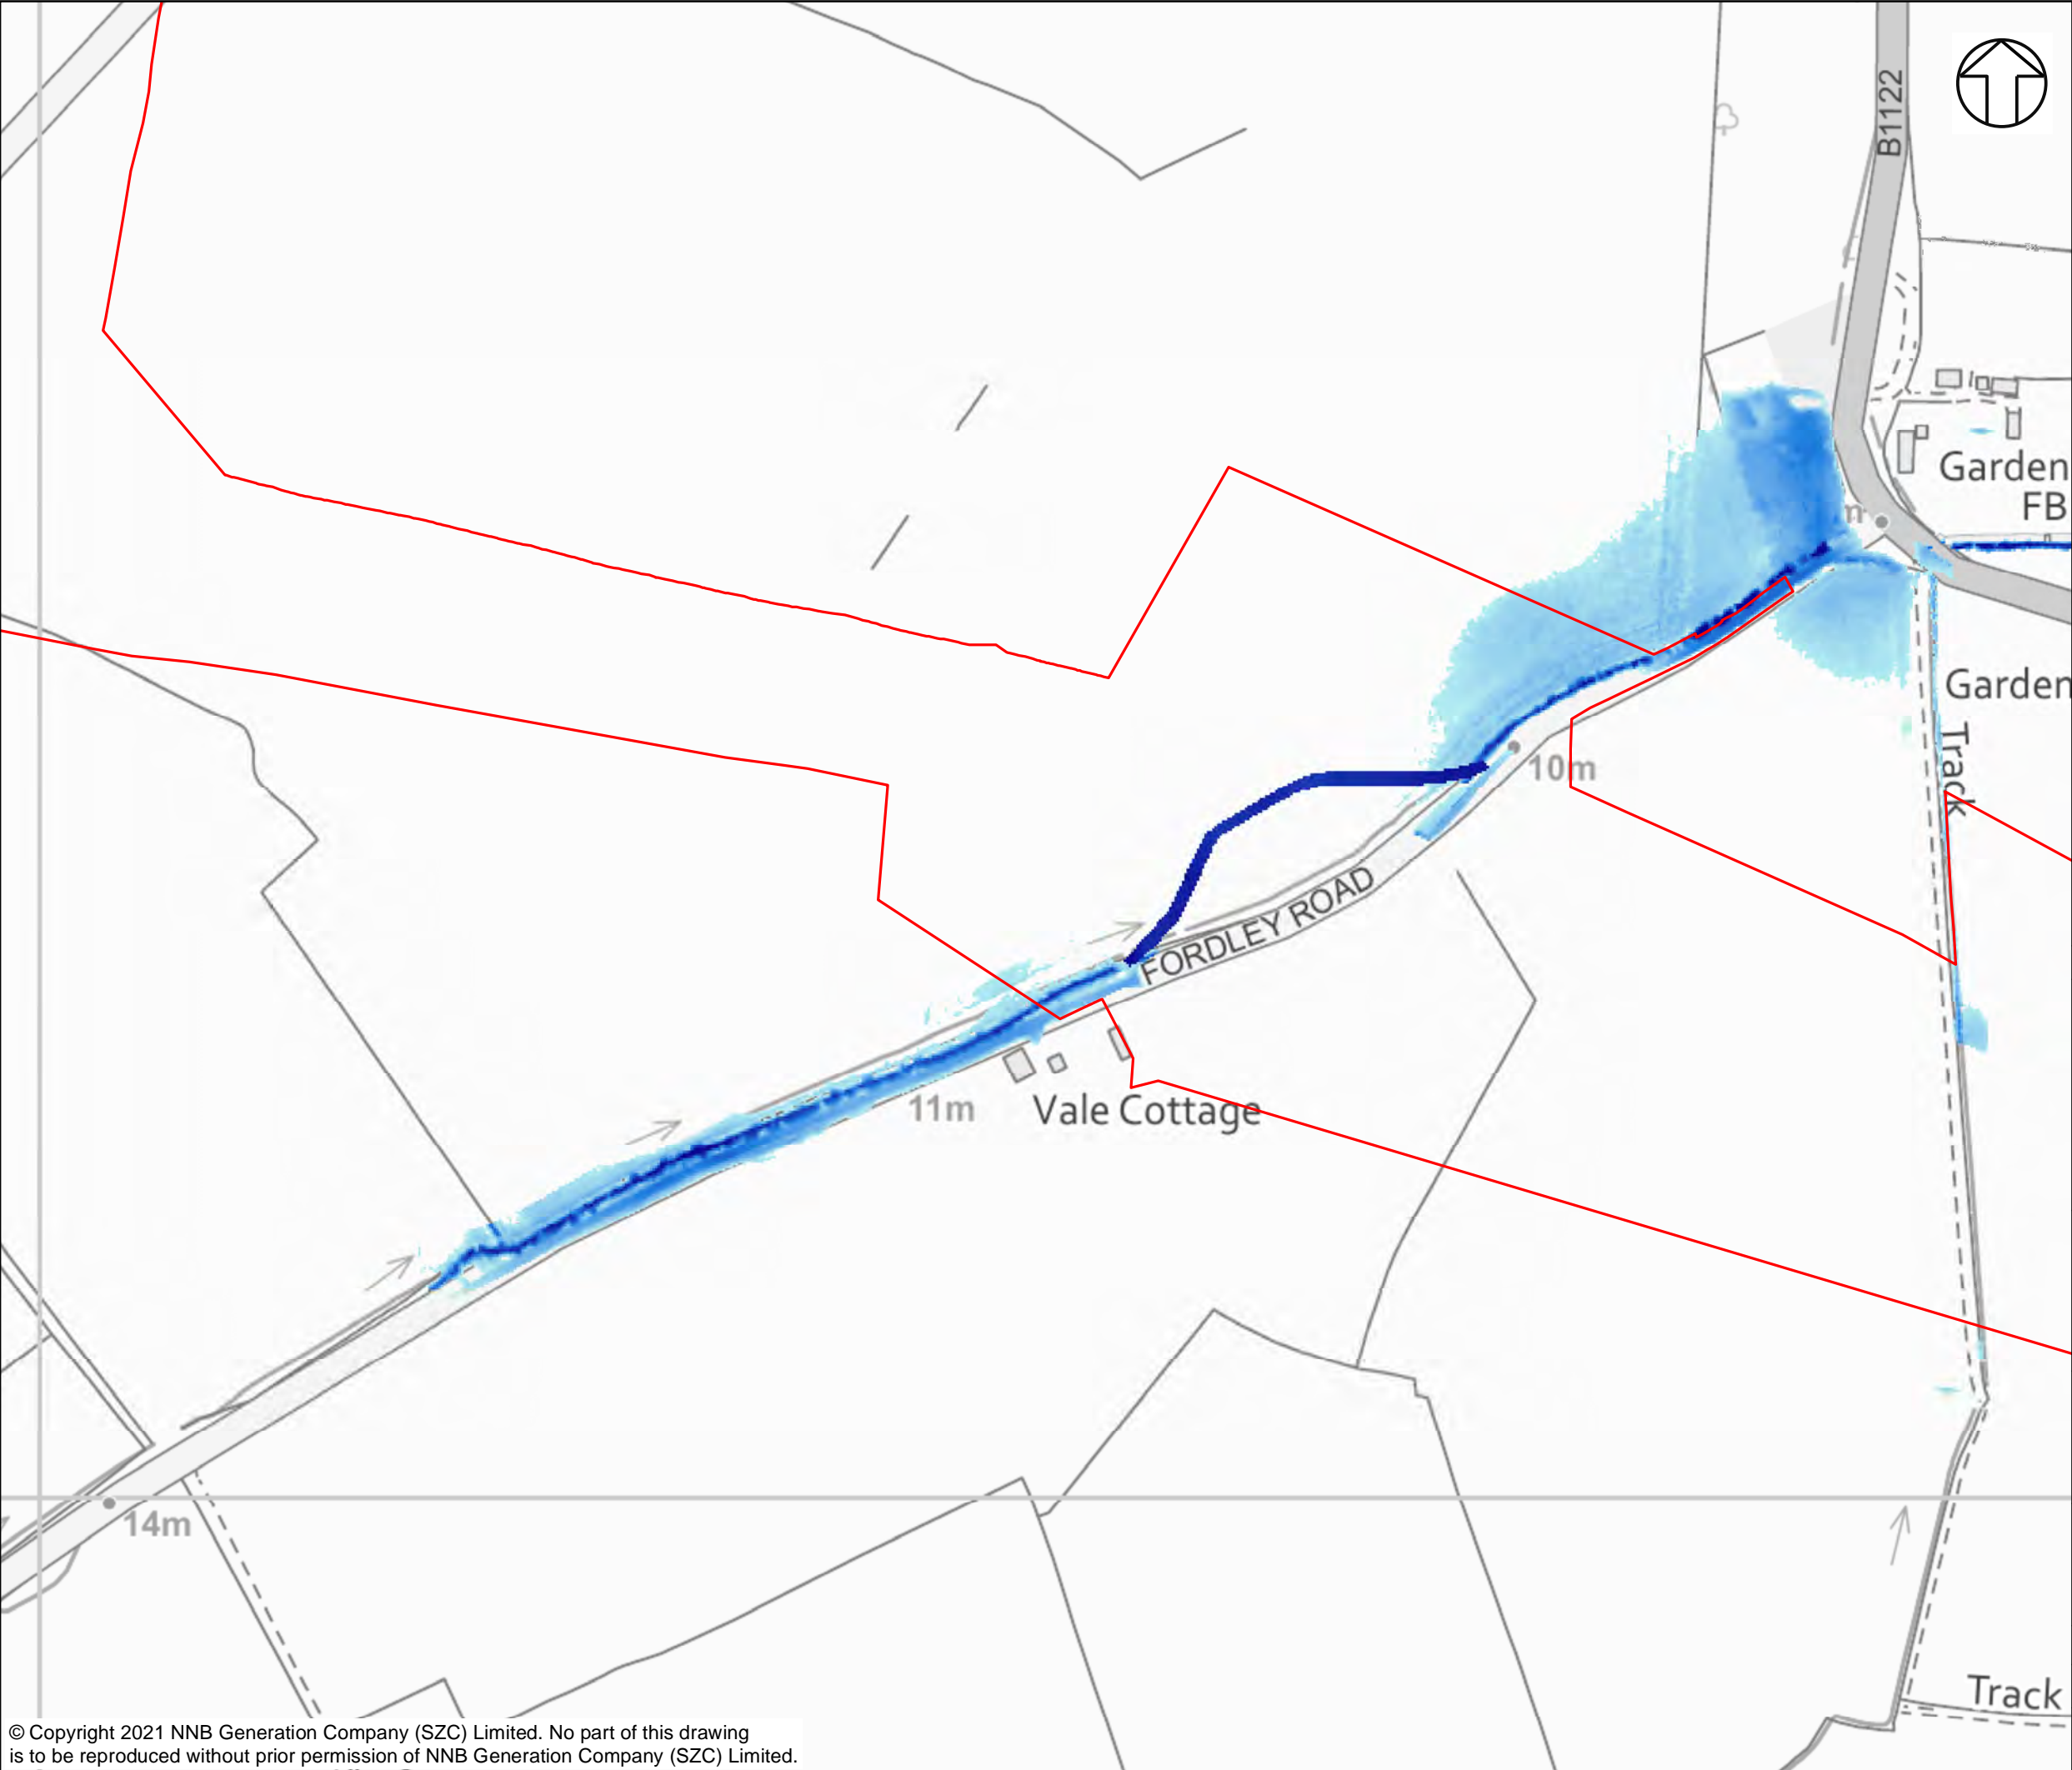 B1122
Garden
FB
m
Garden
Track
10m
FORDLEY ROAD
11m
Vale Cottage
14m
Track
© Copyright 2021 NNB Generation Company (SZC) Limited. No part of this drawing
is to be reproduced without prior permission of NNB Generation Company (SZC) Limited.